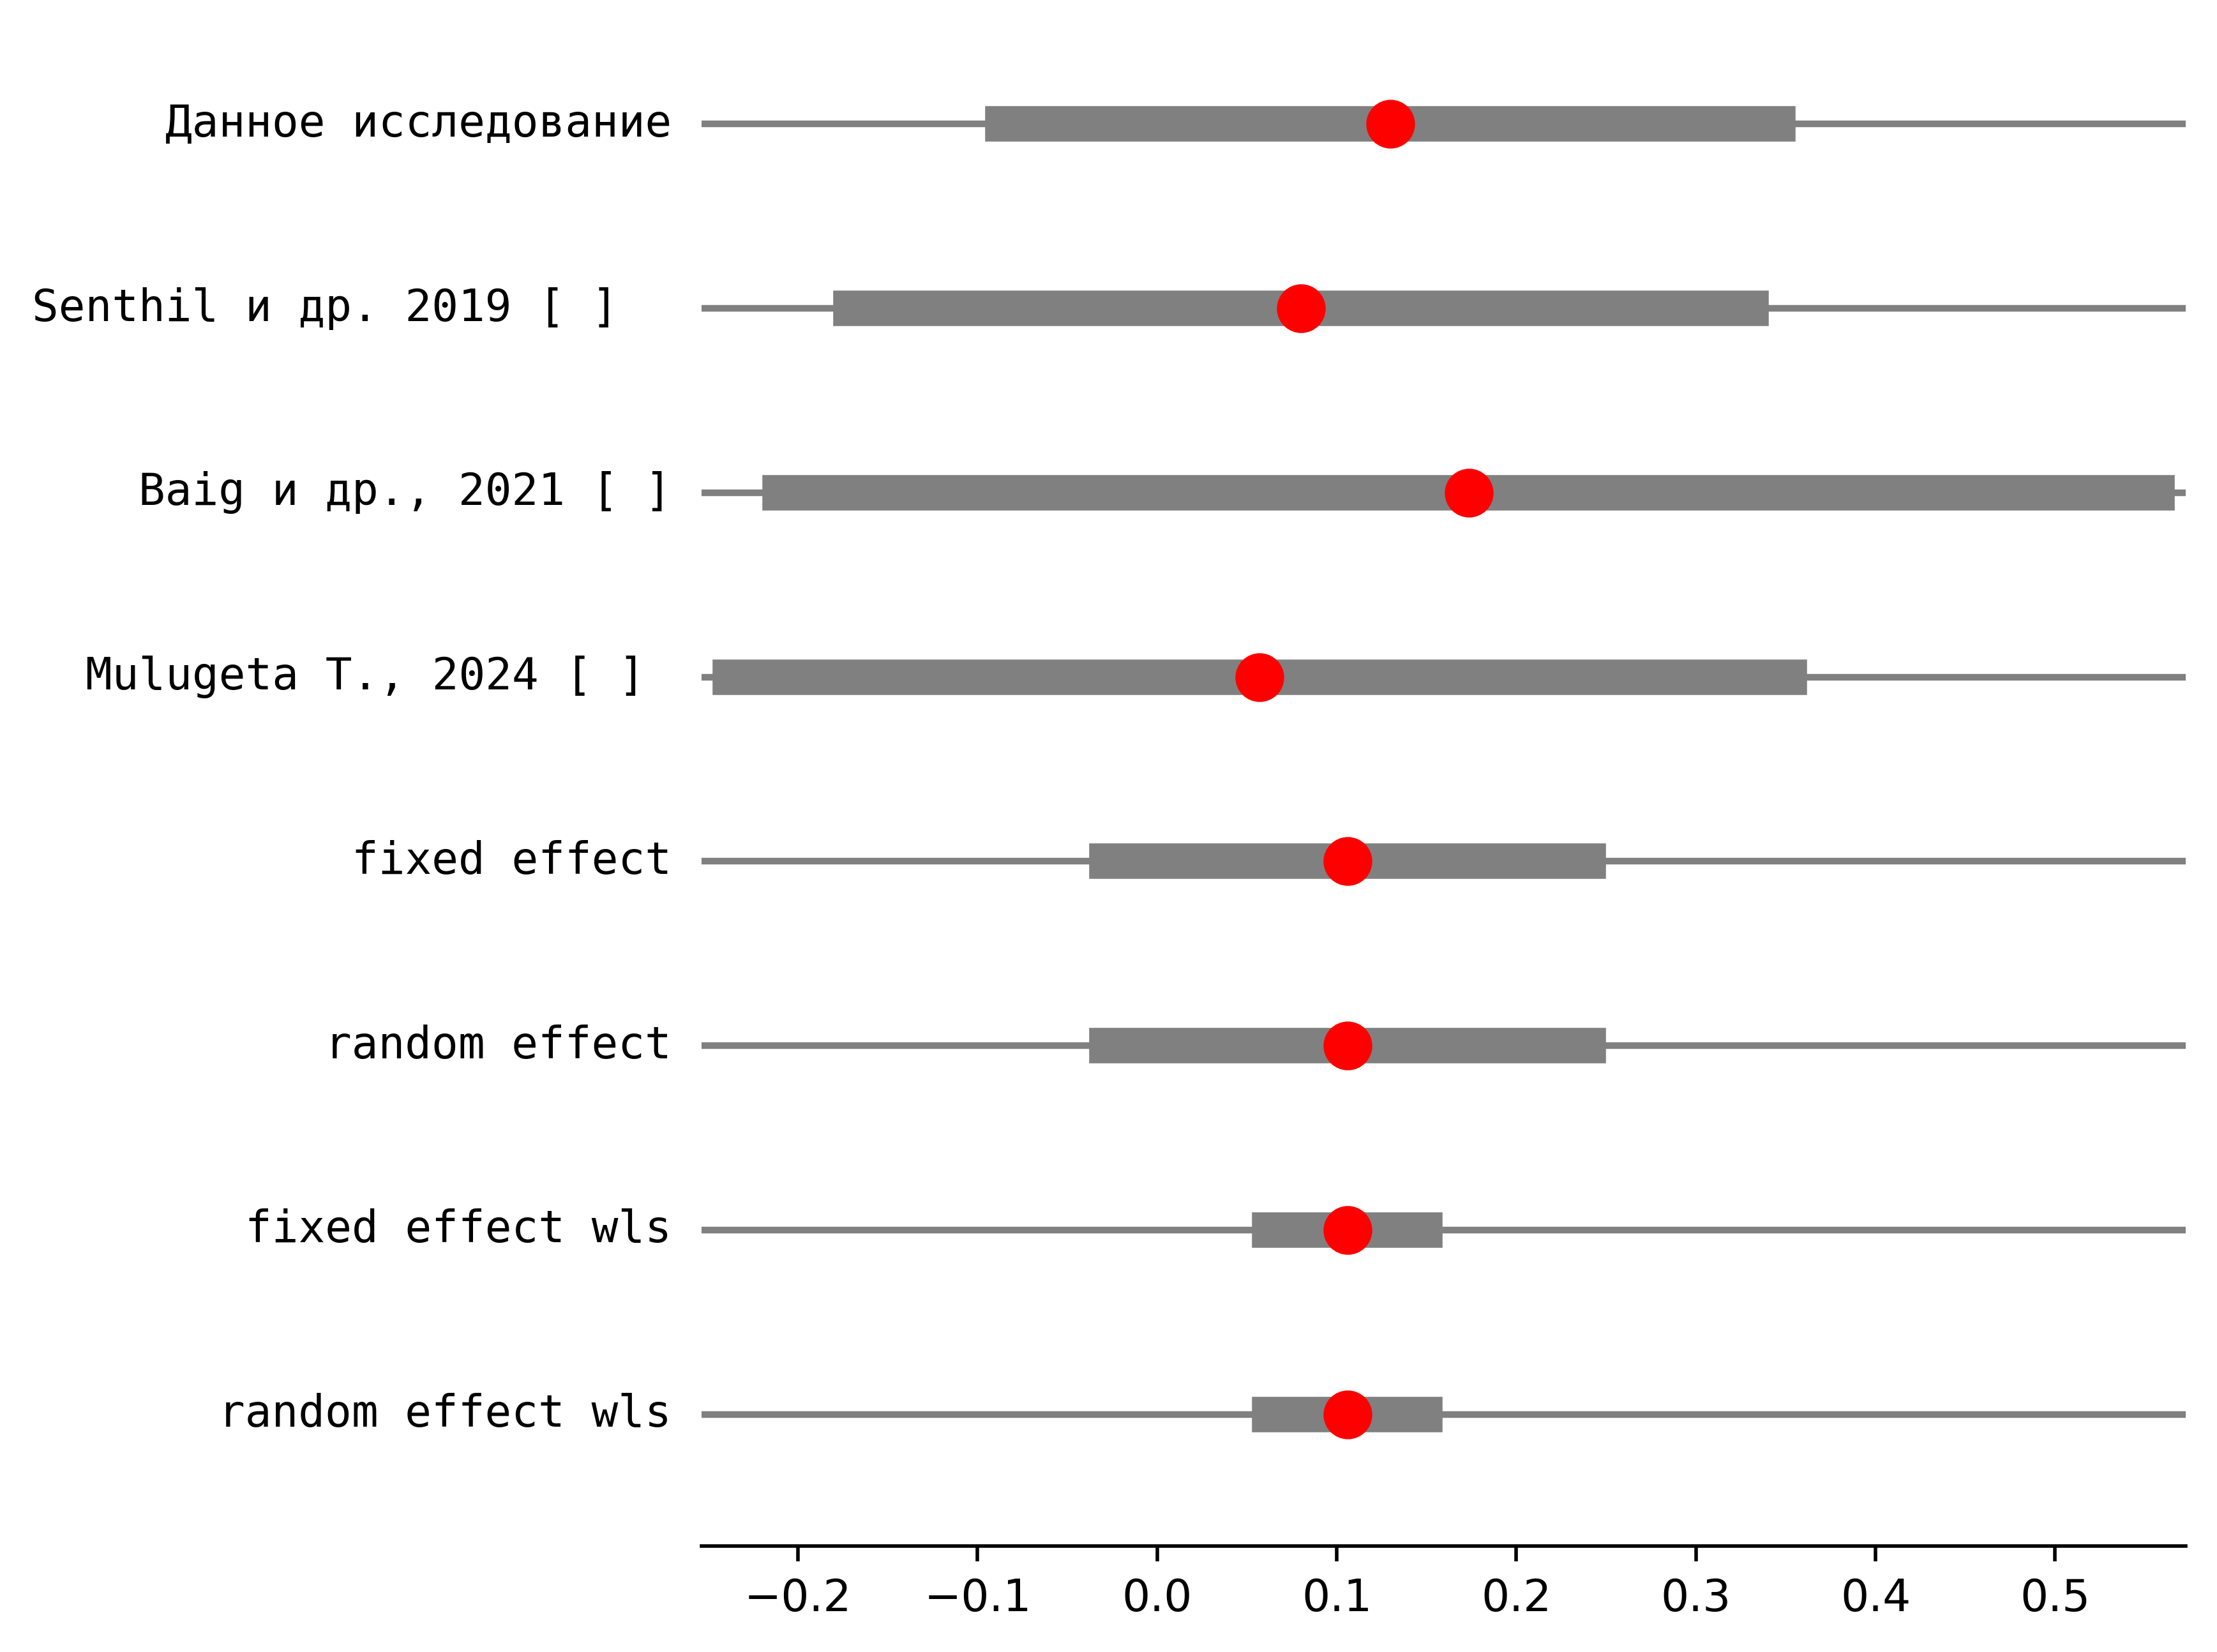 Данное исследование
Senthil и др. 2019 [ ]
Baig и др., 2021 [ ]
Mulugeta T., 2024 [ ]
fixed effect
random effect
fixed effect wls
random effect wls
−0.2 −0.1 0.0 0.1 0.2 0.3 0.4 0.5